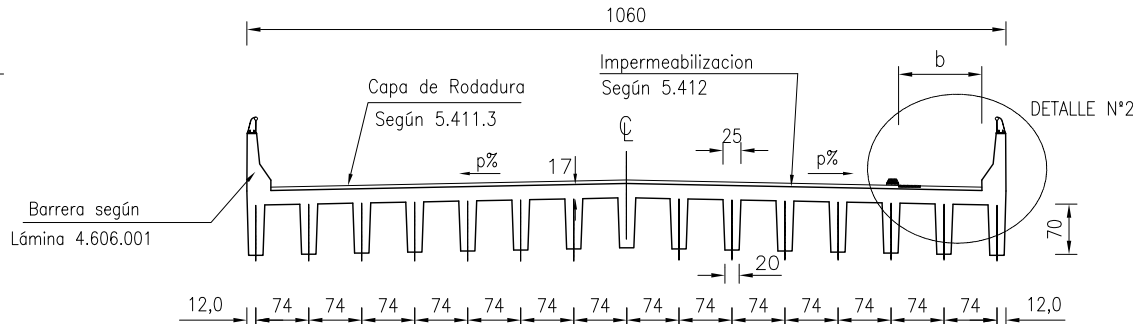 1060
b
Impermeabilizacion
Según 5.412
Capa de Rodadura
Según 5.411.3
DETALLE N°2
℄
25
p%
17
p%
Barrera según
Lámina 4.606.001
70
20
12,0 74 74 74 74 74 74 74 74 74 74 74 74 74 74 12,0